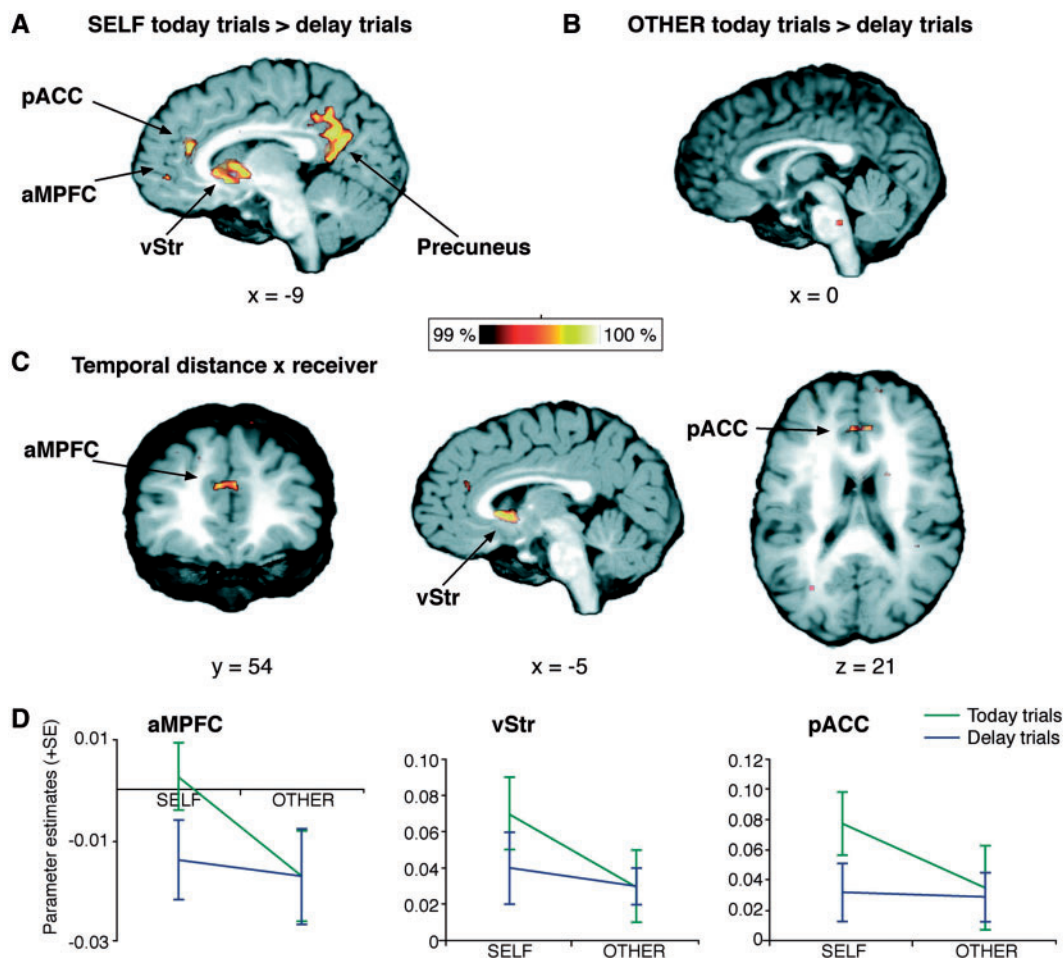 A SELF today trials > delay trials
B OTHER today trials > delay trials
pACC
aMPFC
vStr
Precuneus
x = -9
x = 0
99 % 100 %
C Temporal distance x receiver
aMPFC
vStr
pACC
y = 54
x = -5
z = 21
D
Today trials
Delay trials
aMPFC
Parameter estimates (+SE)
0.01
-0.01
-0.03
SELF OTHER
vStr
0.10
0.08
0.06
0.04
0.02
0
SELF OTHER
pACC
0.12
0.10
0.08
0.06
0.04
0.02
0
SELF OTHER